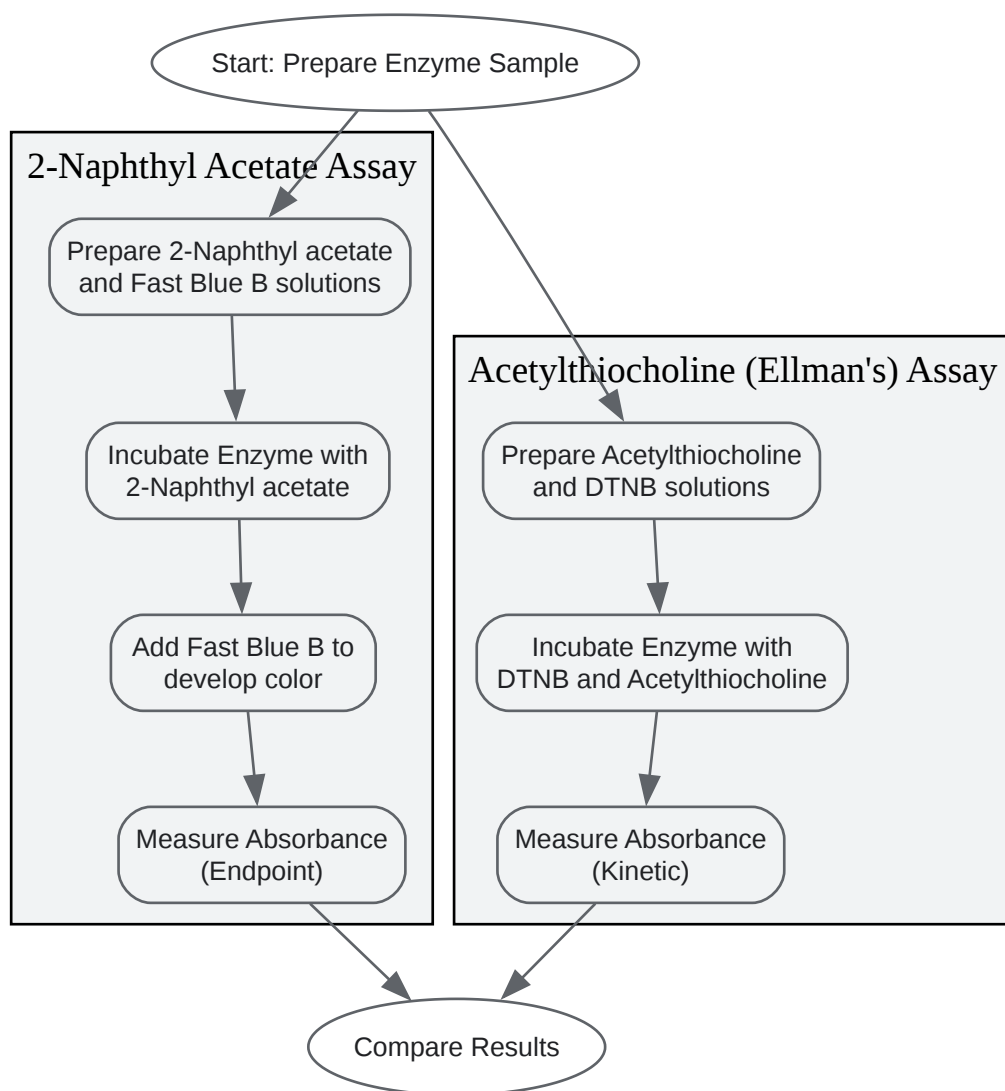 Start: Prepare Enzyme Sample
2-Naphthyl Acetate Assay
Prepare 2-Naphthyl acetate
and Fast Blue B solutions
Incubate Enzyme with
2-Naphthyl acetate
Add Fast Blue B to
develop color
Measure Absorbance
(Endpoint)
Acetylthiocholine (Ellman's) Assay
Prepare Acetylthiocholine
and DTNB solutions
Incubate Enzyme with
DTNB and Acetylthiocholine
Measure Absorbance
(Kinetic)
Compare Results